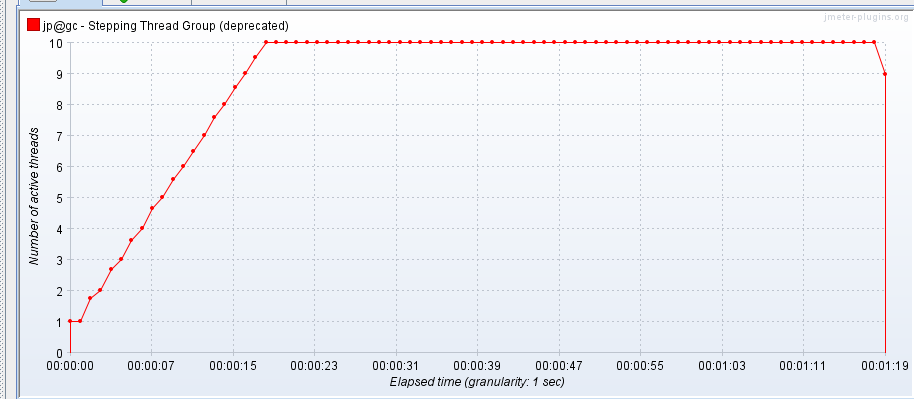 jmeter-plugins.org
jp@gc - Stepping Thread Group (deprecated)
10
9
8
7
6
5
4
3
2
1
0
Number of active threads
00:00:00 00:00:07 00:00:15 00:00:23 00:00:31 00:00:39 00:00:47 00:00:55 00:01:03 00:01:11 00:01:19
Elapsed time (granularity: 1 sec)